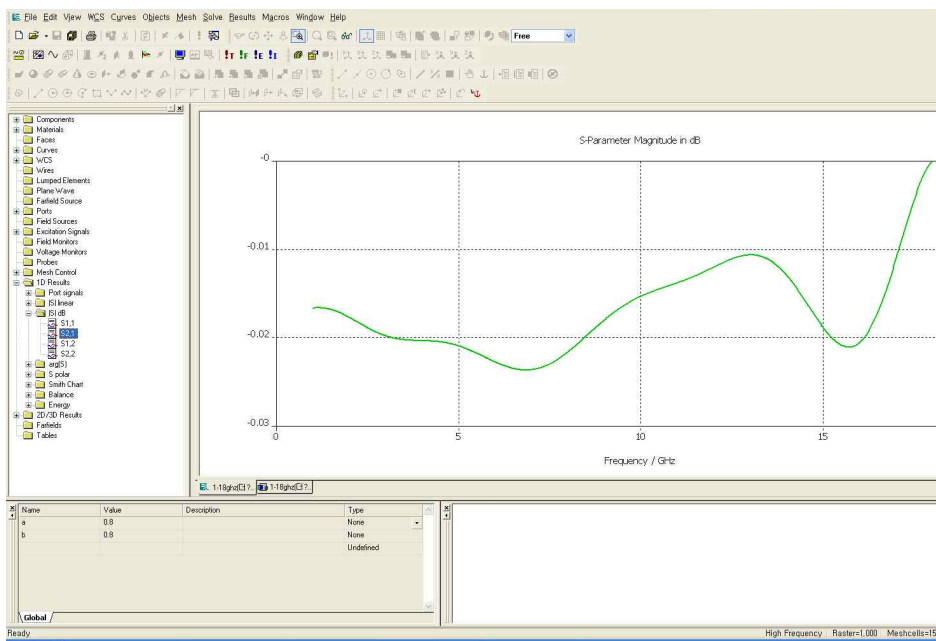 File Edit View WCS Curves Objects Mesh Solve Results Macros Window Help
Free
Components
Materials
Faces
Curves
WCS
Wires
Lumped Elements
Plane Wave
Farfield Source
Ports
Field Sources
Excitation Signals
Field Monitors
Voltage Monitors
Probes
Mesh Control
1D Results
Port signals
|S| linear
|S| dB
S1,1
S2,1
S1,2
S2,2
arg(S)
S polar
Smith Chart
Balance
Energy
2D/3D Results
Farfields
Tables
S-Parameter Magnitude in dB
-0
-0.01
-0.02
-0.03
0 5 10 15
Frequency / GHz
Name Value Description Type
a 0.8 None
b 0.8 None
Undefined
Global
Ready High Frequency Raster=1.000 Meshcells=15